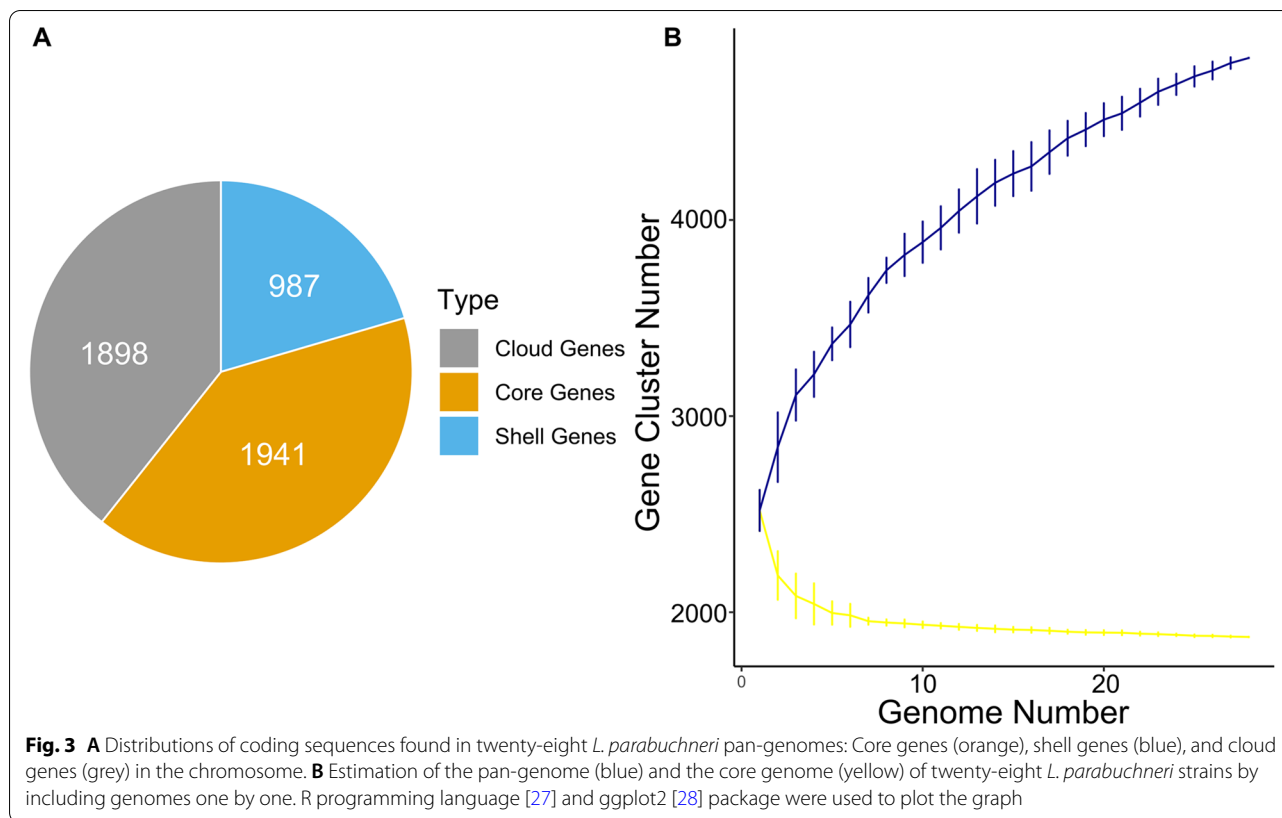 A
987
1898
1941
Type
Cloud Genes
Core Genes
Shell Genes
B
Gene Cluster Number
4000
3000
2000
0
10
20
Genome Number
Fig. 3 A Distributions of coding sequences found in twenty-eight L. parabuchneri pan-genomes: Core genes (orange), shell genes (blue), and cloud
genes (grey) in the chromosome. B Estimation of the pan-genome (blue) and the core genome (yellow) of twenty-eight L. parabuchneri strains by
including genomes one by one. R programming language [27] and ggplot2 [28] package were used to plot the graph